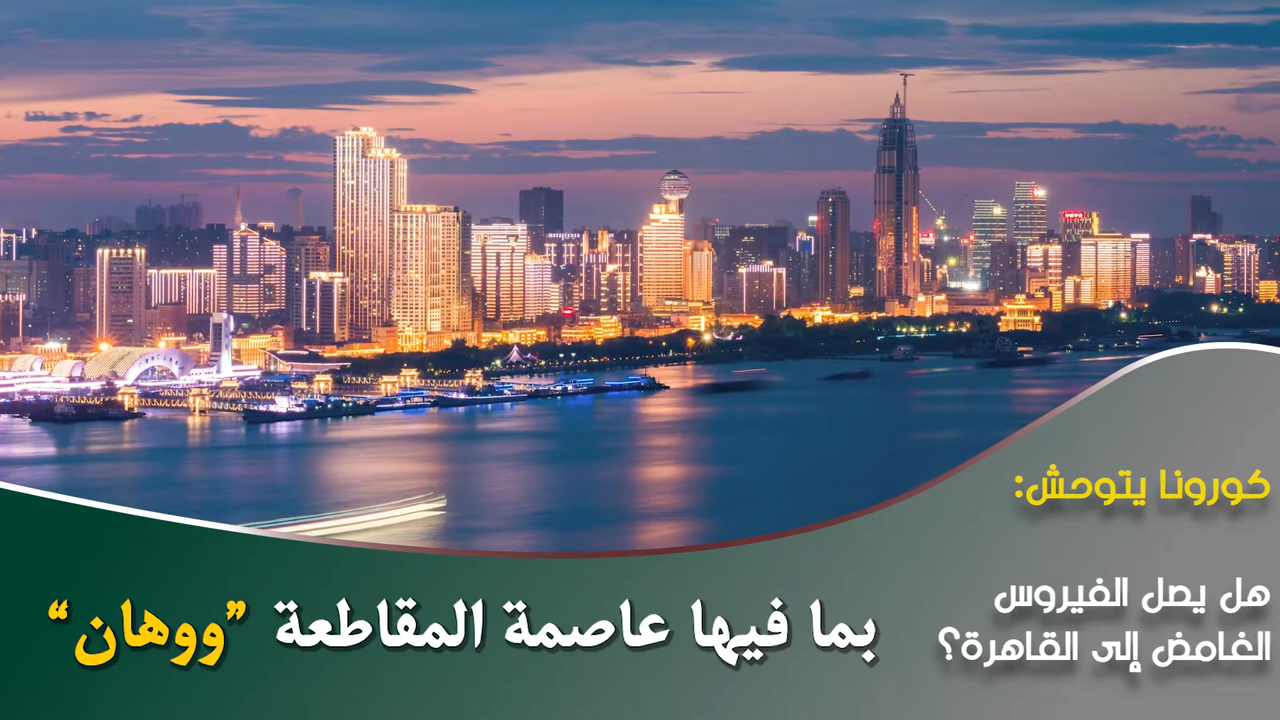 كورونا يتوحش:
هل يصل الفيروس
الغامض إلى القاهرة؟
بما فيها عاصمة المقاطعة "ووهان"